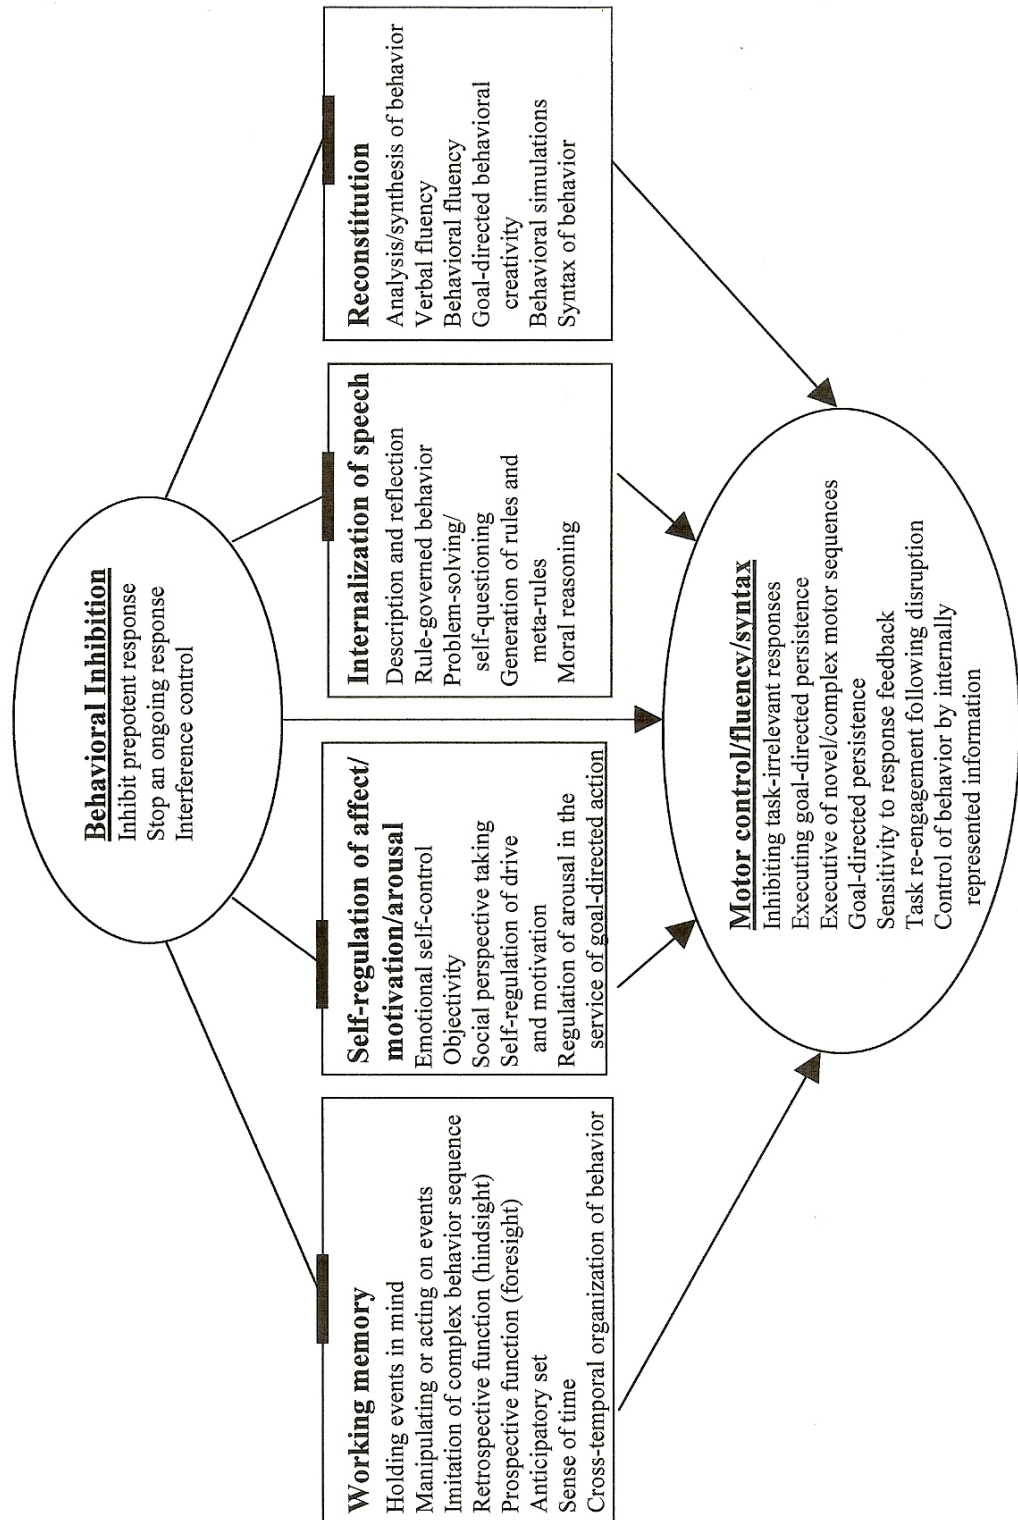 Behavioral Inhibition
Inhibit prepotent response
Stop an ongoing response
Interference control
Working memory
Holding events in mind
Manipulating or acting on events
Imitation of complex behavior sequence
Retrospective function (hindsight)
Prospective function (foresight)
Anticipatory set
Sense of time
Cross-temporal organization of behavior
Self-regulation of affect/
motivation/arousal
Emotional self-control
Objectivity
Social perspective taking
Self-regulation of drive
and motivation
Regulation of arousal in the
service of goal-directed action
Internalization of speech
Description and reflection
Rule-governed behavior
Problem-solving/
self-questioning
Generation of rules and
meta-rules
Moral reasoning
Reconstitution
Analysis/synthesis of behavior
Verbal fluency
Behavioral fluency
Goal-directed behavioral
creativity
Behavioral simulations
Syntax of behavior
Motor control/fluency/syntax
Inhibiting task-irrelevant responses
Executing goal-directed persistence
Executive of novel/complex motor sequences
Goal-directed persistence
Sensitivity to response feedback
Task re-engagement following disruption
Control of behavior by internally
represented information